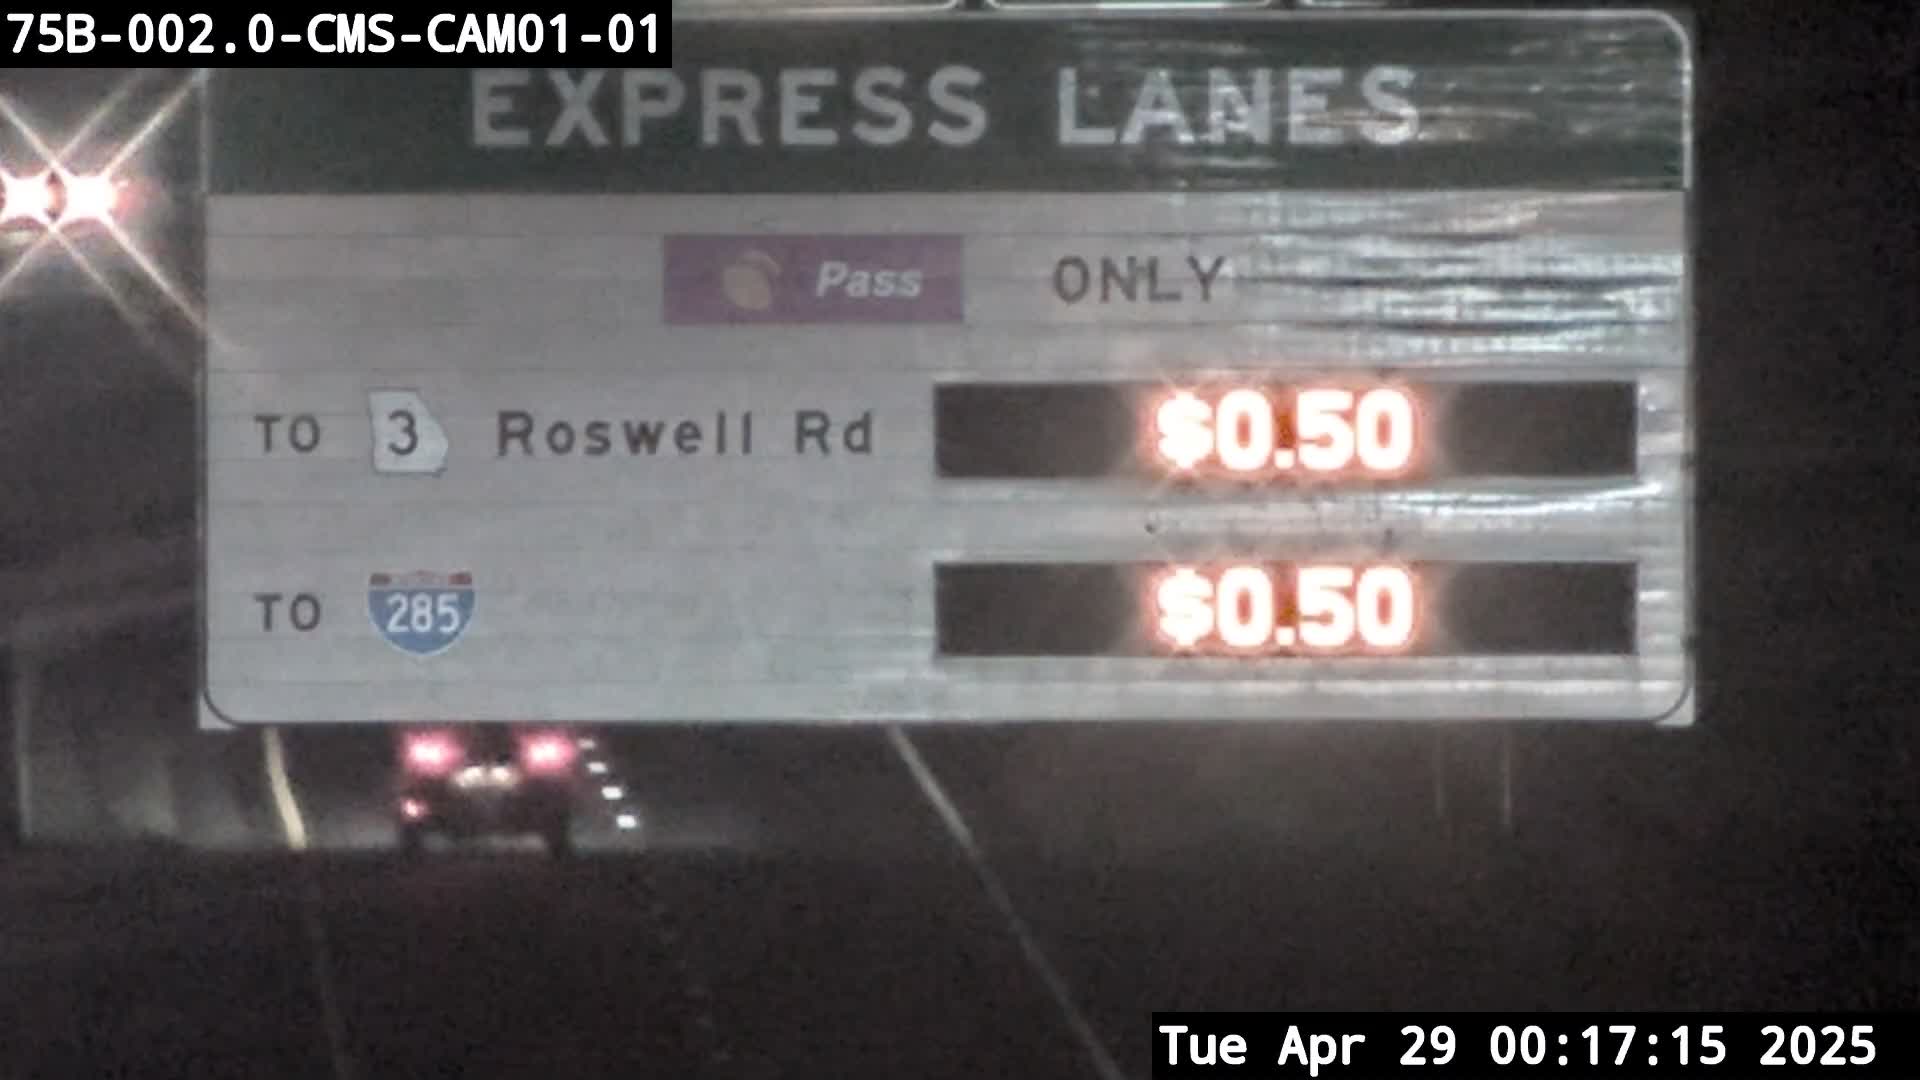 75B-002.0-CMS-CAM01-01
EXPRESS LANES
Pass ONLY
TO 3 Roswell Rd $0.50
TO 285 $0.50
Tue Apr 29 00:17:15 2025